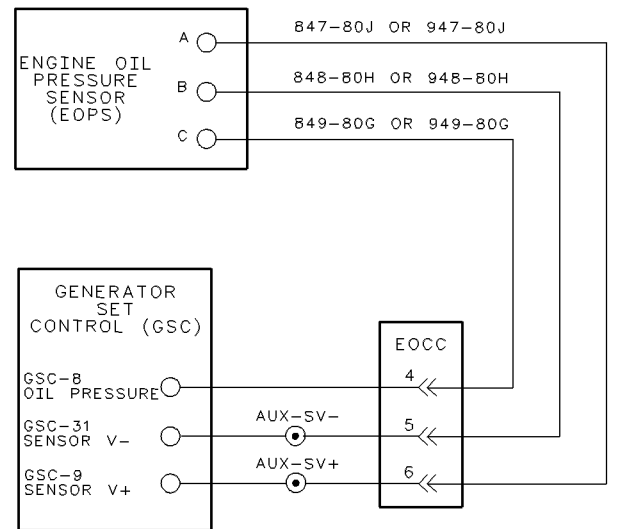 847-80J OR 947-80J
A
ENGINE OIL
PRESSURE
SENSOR
(EOPS)
B
848-80H OR 948-80H
C
849-80G OR 949-80G
GENERATOR
SET
CONTROL (GSC)
EOCC
GSC-8
OIL PRESSURE
4
GSC-31
SENSOR V-
AUX-SV-
5
GSC-9
SENSOR V+
AUX-SV+
6